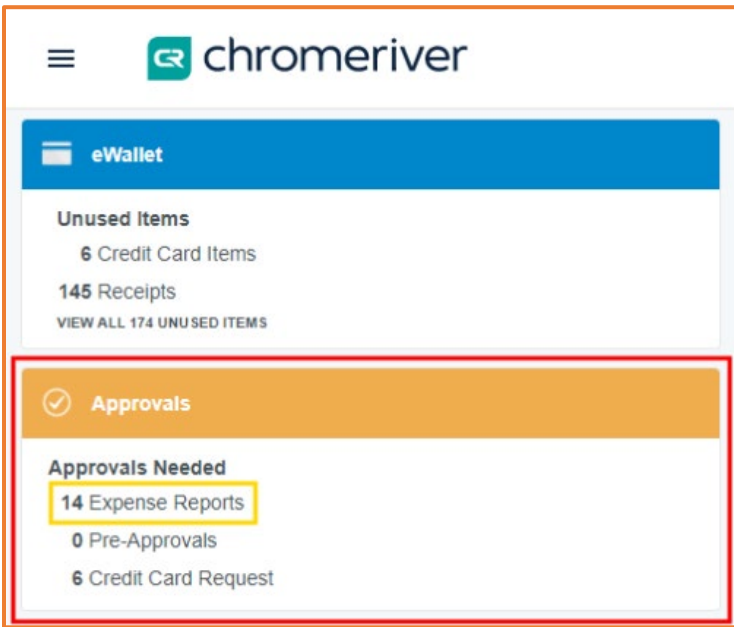 CR chromeriver
eWallet
Unused Items
6 Credit Card Items
145 Receipts
VIEW ALL 174 UNUSED ITEMS
Approvals
Approvals Needed
14 Expense Reports
0 Pre-Approvals
6 Credit Card Request